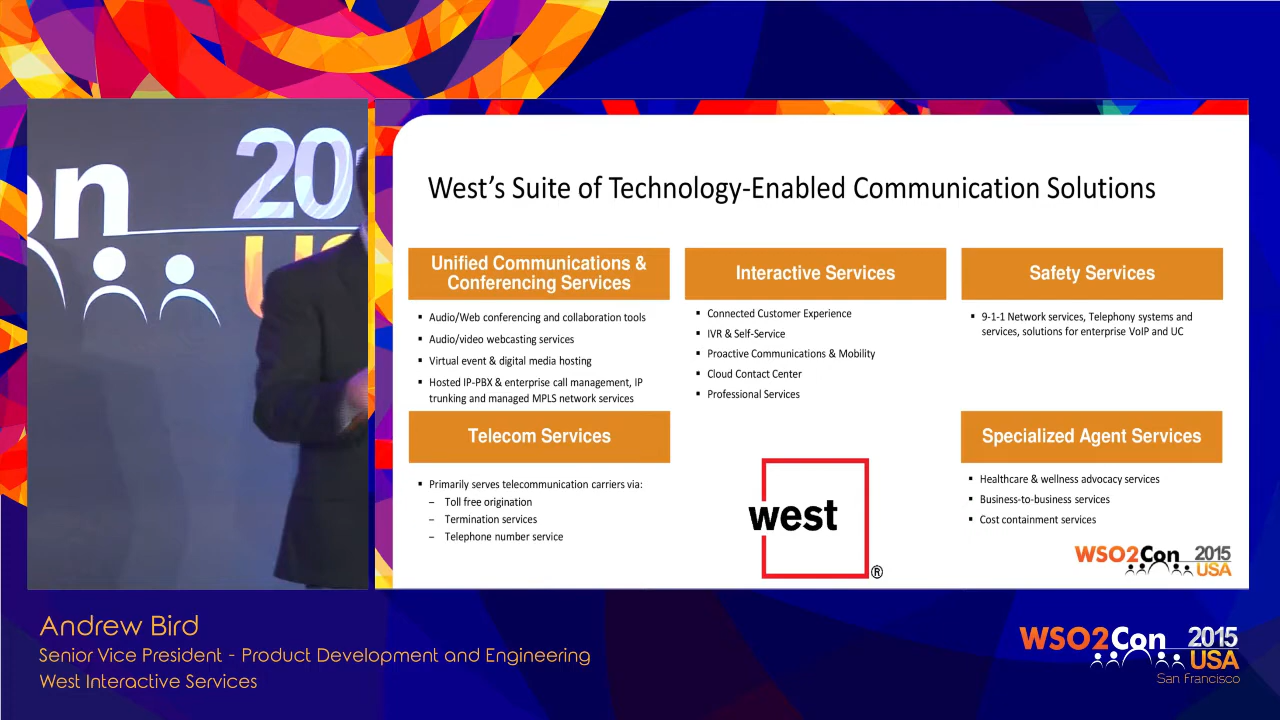 on
20
US
West's Suite of Technology-Enabled Communication Solutions
Unified Communications &
Conferencing Services
▪ Audio/Web conferencing and collaboration tools
▪ Audio/video webcasting services
▪ Virtual event & digital media hosting
▪ Hosted IP-PBX & enterprise call management, IP
trunking and managed MPLS network services
Interactive Services
▪ Connected Customer Experience
▪ IVR & Self-Service
▪ Proactive Communications & Mobility
▪ Cloud Contact Center
▪ Professional Services
Safety Services
▪ 9-1-1 Network services, Telephony systems and
services, solutions for enterprise VoIP and UC
Telecom Services
▪ Primarily serves telecommunication carriers via:
– Toll free origination
– Termination services
– Telephone number service
west
®
Specialized Agent Services
▪ Healthcare & wellness advocacy services
▪ Business-to-business services
▪ Cost containment services
WSO2Con 2015
USA
Andrew Bird
Senior Vice President - Product Development and Engineering
West Interactive Services
WSO2Con 2015
USA
San Francisco